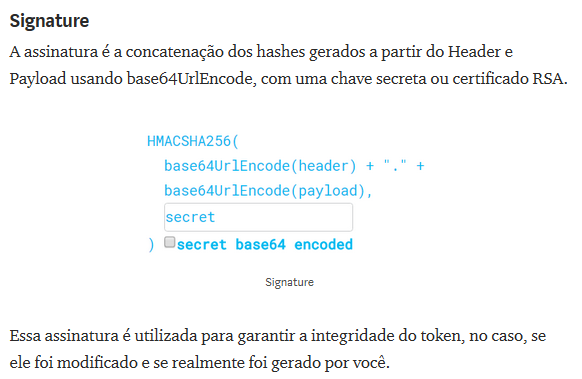 Signature
A assinatura é a concatenação dos hashes gerados a partir do Header e
Payload usando base64UrlEncode, com uma chave secreta ou certificado RSA.
HMACSHA256(
base64UrlEncode(header) + "." +
base64UrlEncode(payload),
secret
) secret base64 encoded
Signature
Essa assinatura é utilizada para garantir a integridade do token, no caso, se
ele foi modificado e se realmente foi gerado por você.